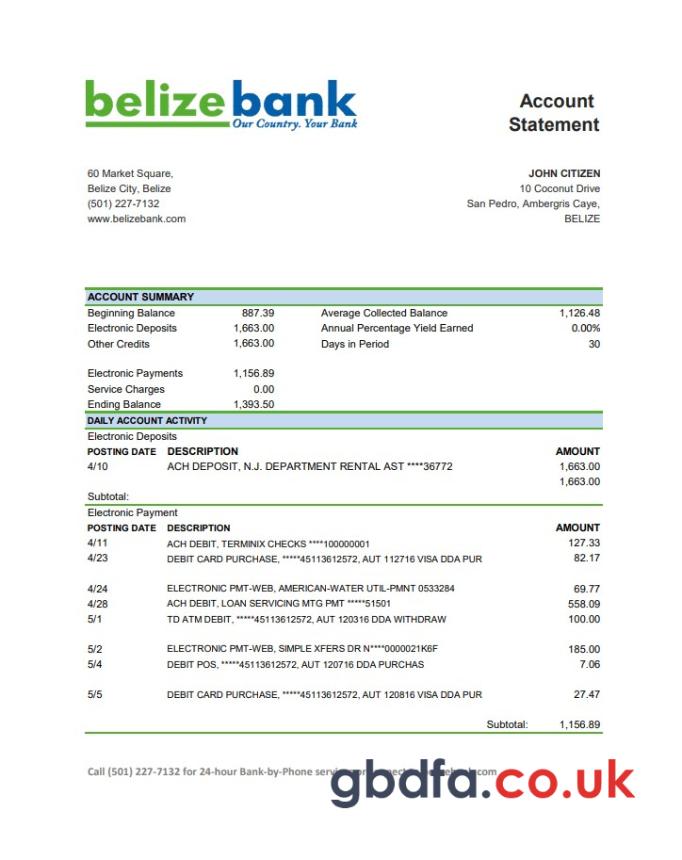 belizebank
Our Country. Your Bank
Account
Statement
60 Market Square,
Belize City, Belize
(501) 227-7132
www.belizebank.com
JOHN CITIZEN
10 Coconut Drive
San Pedro, Ambergris Caye,
BELIZE
ACCOUNT SUMMARY
Beginning Balance 887.39 Average Collected Balance 1,126.48
Electronic Deposits 1,663.00 Annual Percentage Yield Earned 0.00%
Other Credits 1,663.00 Days in Period 30
Electronic Payments 1,156.89
Service Charges 0.00
Ending Balance 1,393.50
DAILY ACCOUNT ACTIVITY
Electronic Deposits
POSTING DATE DESCRIPTION AMOUNT
4/10 ACH DEPOSIT, N.J. DEPARTMENT RENTAL AST ****36772 1,663.00
1,663.00
Subtotal:
Electronic Payment
POSTING DATE DESCRIPTION AMOUNT
4/11 ACH DEBIT, TERMINIX CHECKS ****100000001 127.33
4/23 DEBIT CARD PURCHASE, *****45113612572, AUT 112716 VISA DDA PUR 82.17
4/24 ELECTRONIC PMT-WEB, AMERICAN-WATER UTIL-PMNT 0533284 69.77
4/28 ACH DEBIT, LOAN SERVICING MTG PMT *****51501 558.09
5/1 TD ATM DEBIT, *****45113612572, AUT 120316 DDA WITHDRAW 100.00
5/2 ELECTRONIC PMT-WEB, SIMPLE XFERS DR N****0000021K6F 185.00
5/4 DEBIT POS, *****45113612572, AUT 120716 DDA PURCHAS 7.06
5/5 DEBIT CARD PURCHASE, *****45113612572, AUT 120816 VISA DDA PUR 27.47
Subtotal: 1,156.89
Call (501) 227-7132 for 24-hour Bank-by-Phone
gbdfa.co.uk